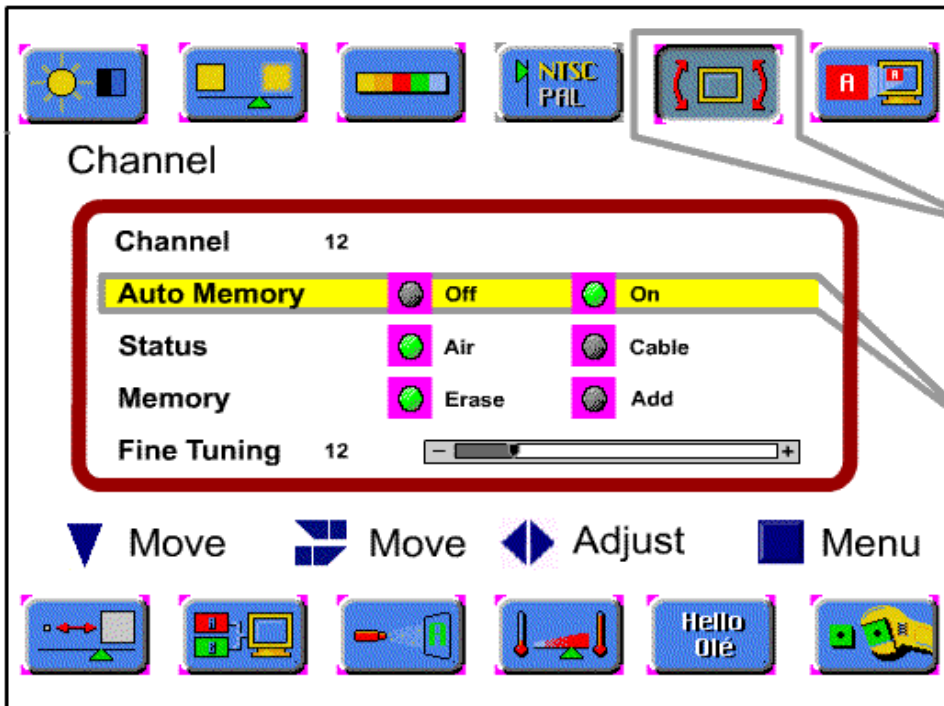 NTSC
PAL
A A
Channel
Channel 12
Auto Memory Off On
Status Air Cable
Memory Erase Add
Fine Tuning 12 - +
Move Move Adjust Menu
A
Hello
Olé